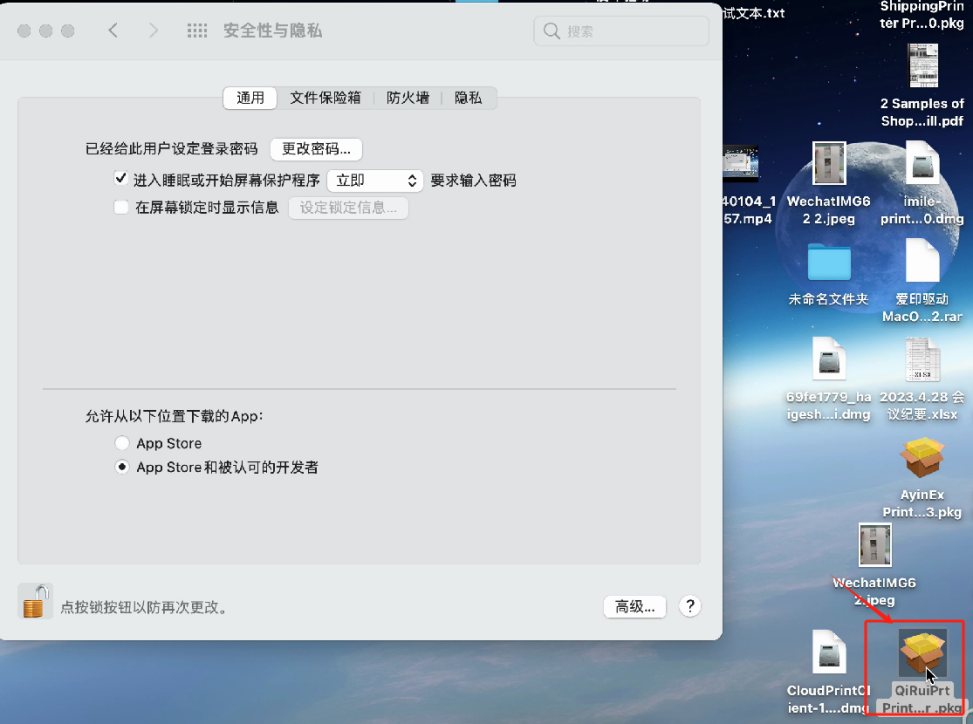 安全性与隐私
搜索
通用
文件保险箱
防火墙
隐私
已经给此用户设定登录密码
更改密码...
进入睡眠或开始屏幕保护程序
立即
要求输入密码
在屏幕锁定时显示信息
设定锁定信息...
允许从以下位置下载的App：
App Store
App Store和被认可的开发者
点按锁按钮以防再次更改。
高级...
?
试文本.txt
ShippingPrin
ter Pr...0.pkg
2 Samples of
Shop...ill.pdf
40104_1
57.mp4
WechatIMG6
2 2.jpeg
imile-
print...0.dmg
未命名文件夹
爱印驱动
MacO...2.rar
69fe1779_ha
igesh...i.dmg
XLSX
2023.4.28 会
议纪要.xlsx
AyinEx
Print...3.pkg
WechatIMG6
2.jpeg
CloudPrintCl
ient-1....dmg
QiRuiPrt
Print...r .pkg